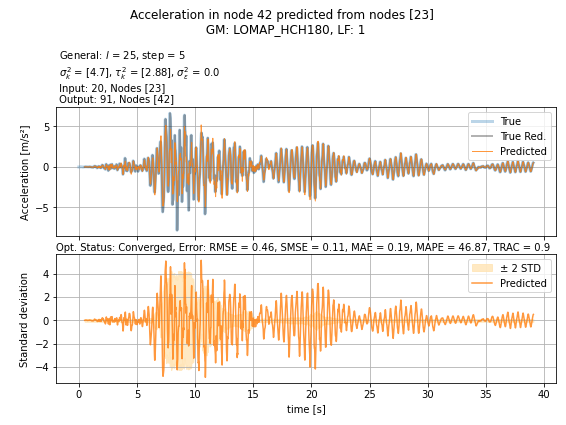 Acceleration in node 42 predicted from nodes [23]
GM: LOMAP_HCH180, LF: 1
General: l = 25, step = 5
σ²ₖ = [4.7], τ²ₖ = [2.88], σ²_ε = 0.0
Input: 20, Nodes [23]
Output: 91, Nodes [42]
Acceleration [m/s²]
5
0
−5
True
True Red.
Predicted
Opt. Status: Converged, Error: RMSE = 0.46, SMSE = 0.11, MAE = 0.19, MAPE = 46.87, TRAC = 0.9
Standard deviation
4
2
0
−2
−4
± 2 STD
Predicted
0 5 10 15 20 25 30 35 40
time [s]